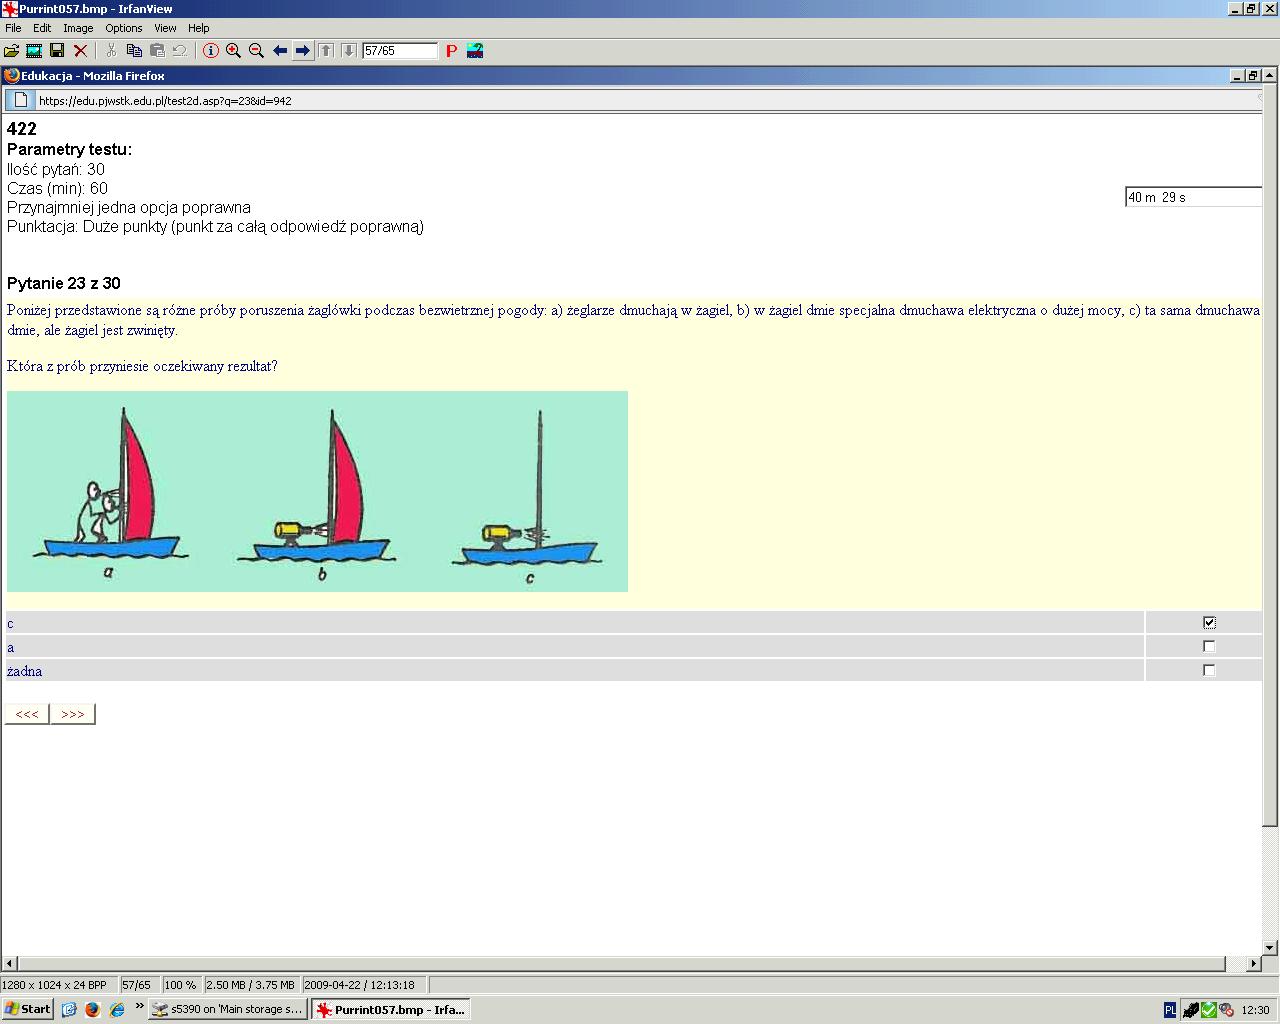 Purrint057.bmp - IrfanView
File Edit Image Options View Help
57/65 P
Edukacja - Mozilla Firefox
https://edu.pjwstk.edu.pl/test2d.asp?q=23&id=942
422
Parametry testu:
Ilość pytań: 30
Czas (min): 60
Przynajmniej jedna opcja poprawna
Punktacja: Duże punkty (punkt za całą odpowiedź poprawną)
40 m 29 s
Pytanie 23 z 30
Poniżej przedstawione są różne próby poruszenia żaglówki podczas bezwietrznej pogody: a) żeglarze dmuchają w żagiel, b) w żagiel dmie specjalna dmuchawa elektryczna o dużej mocy, c) ta sama dmuchawa
dmie, ale żagiel jest zwinięty.
Która z prób przyniesie oczekiwany rezultat?
a b c
c
a
żadna
<<< >>>
1280 x 1024 x 24 BPP 57/65 100 % 2.50 MB / 3.75 MB 2009-04-22 / 12:13:18
Start » s5390 on 'Main storage s... Purrint057.bmp - Irfa... PL 12:30